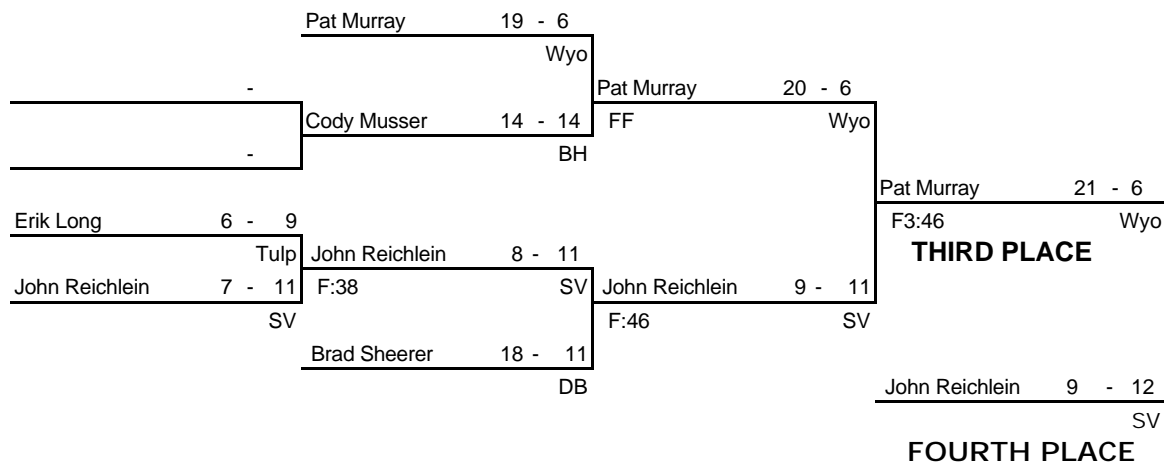 Pat Murray 19 - 6
Wyo
- Pat Murray 20 - 6
Cody Musser 14 - 14 FF Wyo
- BH
Pat Murray 21 - 6
Erik Long 6 - 9 F3:46 Wyo
Tulp John Reichlein 8 - 11 THIRD PLACE
John Reichlein 7 - 11 F:38 SV John Reichlein 9 - 11
SV F:46 SV
Brad Sheerer 18 - 11
DB John Reichlein 9 - 12
SV
FOURTH PLACE